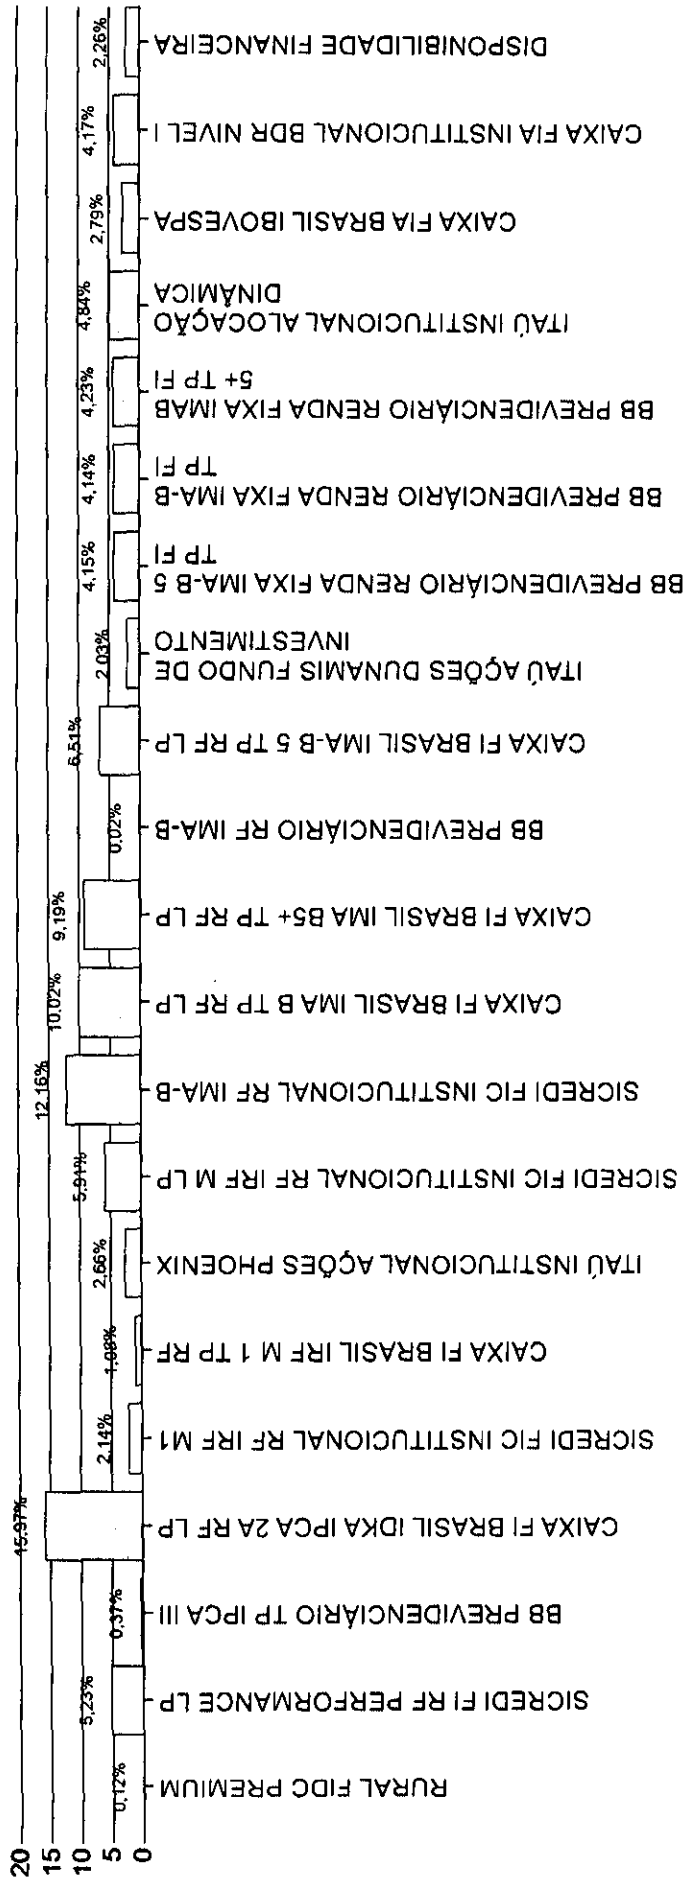 20
15
10
5
0
0,12%
5,23%
0,37%
15,97%
2,14%
1,08%
2,66%
5,91%
12,16%
10,02%
9,19%
0,02%
6,51%
2,03%
4,15%
4,14%
4,23%
4,84%
2,79%
4,17%
2,26%
RURAL FIDC PREMIUM
SICREDI FI RF PERFORMANCE LP
BB PREVIDENCIÁRIO TP IPCA III
CAIXA FI BRASIL IDKA IPCA 2A RF LP
SICREDI FIC INSTITUCIONAL RF IRF M1
CAIXA FI BRASIL IRF M 1 TP RF
ITAÚ INSTITUCIONAL AÇÕES PHOENIX
SICREDI FIC INSTITUCIONAL RF IRF M LP
SICREDI FIC INSTITUCIONAL RF IMA-B
CAIXA FI BRASIL IMA B TP RF LP
CAIXA FI BRASIL IMA B5+ TP RF LP
BB PREVIDENCIÁRIO RF IMA-B
CAIXA FI BRASIL IMA-B 5 TP RF LP
ITAÚ AÇÕES DUNAMIS FUNDO DE
INVESTIMENTO
BB PREVIDENCIÁRIO RENDA FIXA IMA-B 5
TP FI
BB PREVIDENCIÁRIO RENDA FIXA IMA-B
TP FI
BB PREVIDENCIÁRIO RENDA FIXA IMAB
5+ TP FI
ITAÚ INSTITUCIONAL ALOCAÇÃO
DINÂMICA
CAIXA FIA BRASIL IBOVESPA
CAIXA FIA INSTITUCIONAL BDR NIVEL I
DISPONIBILIDADE FINANCEIRA